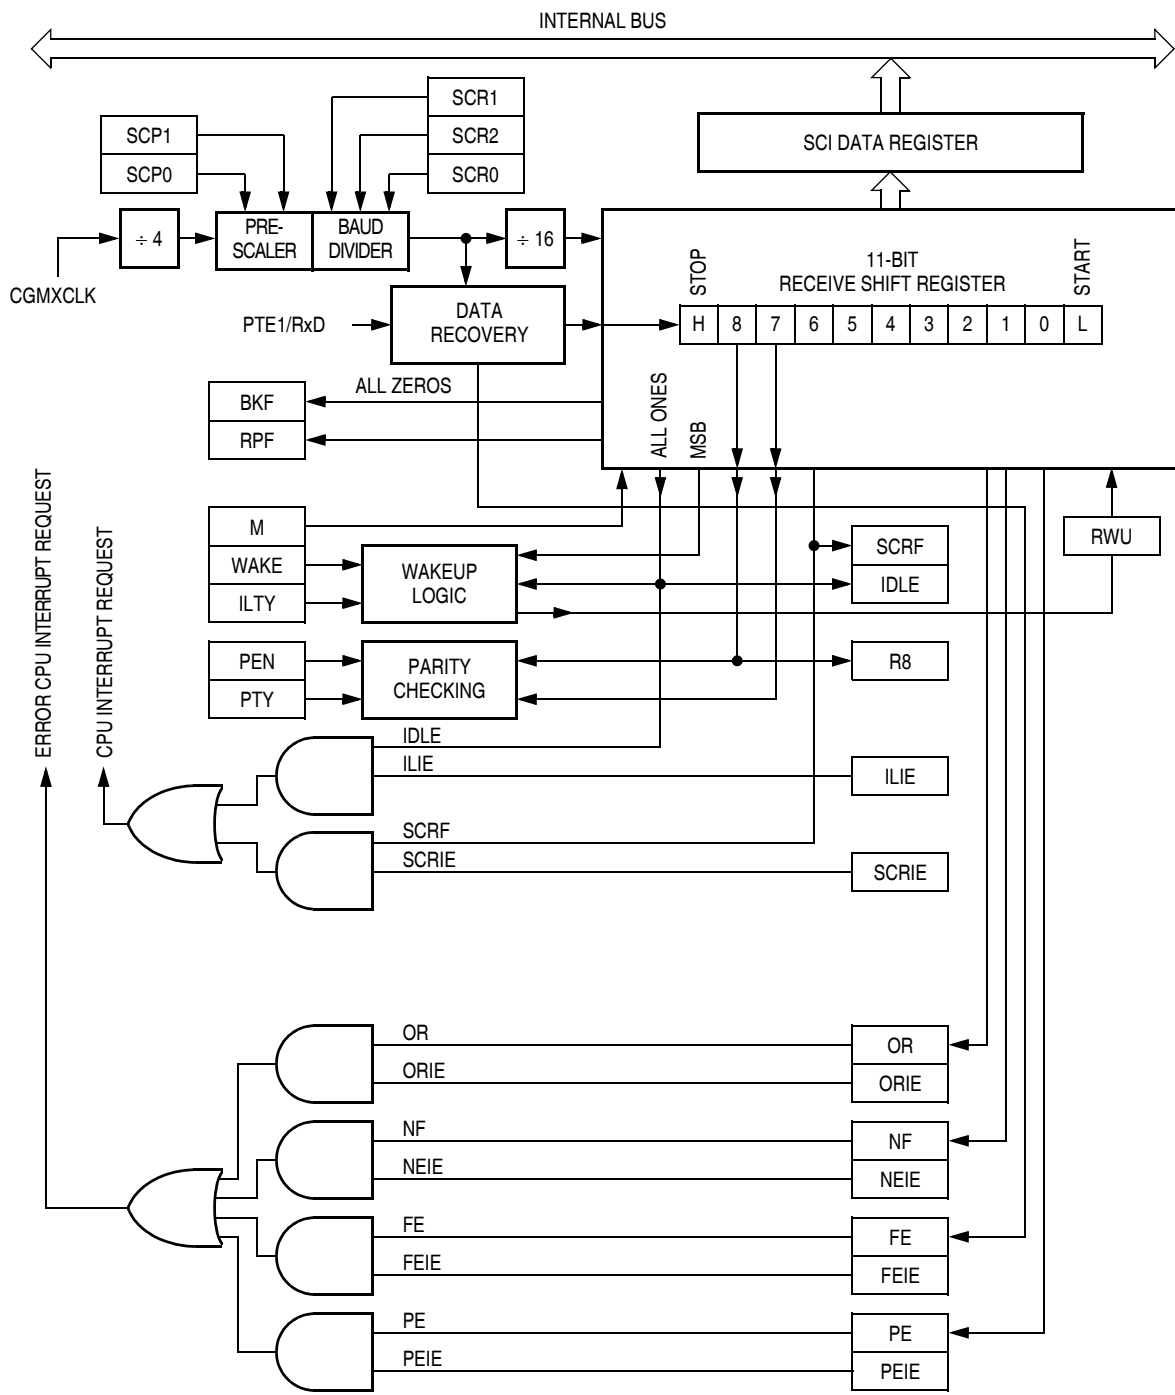 INTERNAL BUS
SCR1
SCP1
SCR2
SCI DATA REGISTER
SCP0
SCR0
÷ 4
PRE-
SCALER
BAUD
DIVIDER
÷ 16
CGMXCLK
STOP
11-BIT
RECEIVE SHIFT REGISTER
START
PTE1/RxD
DATA
RECOVERY
H 8 7 6 5 4 3 2 1 0 L
ALL ZEROS
BKF
RPF
ALL ONES
MSB
ERROR CPU INTERRUPT REQUEST
CPU INTERRUPT REQUEST
M
WAKE
ILTY
WAKEUP
LOGIC
SCRF
IDLE
RWU
PEN
PTY
PARITY
CHECKING
R8
IDLE
ILIE
ILIE
SCRF
SCRIE
SCRIE
OR
OR
ORIE
ORIE
NF
NF
NEIE
NEIE
FE
FE
FEIE
FEIE
PE
PE
PEIE
PEIE